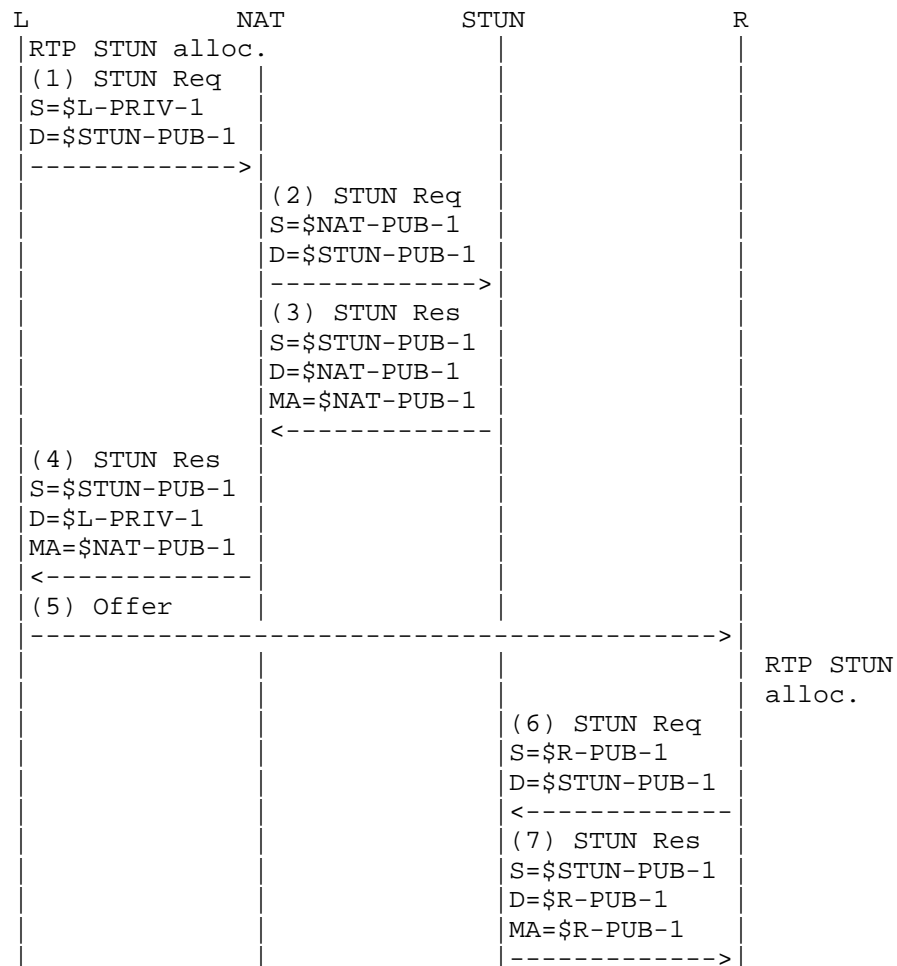 L NAT STUN R
|RTP STUN alloc. | |
|(1) STUN Req | | |
|S=$L-PRIV-1 | | |
|D=$STUN-PUB-1 | | |
|------------->| | |
| |(2) STUN Req | |
| |S=$NAT-PUB-1 | |
| |D=$STUN-PUB-1 | |
| |------------->| |
| |(3) STUN Res | |
| |S=$STUN-PUB-1 | |
| |D=$NAT-PUB-1 | |
| |MA=$NAT-PUB-1 | |
| |<-------------| |
|(4) STUN Res | | |
|S=$STUN-PUB-1 | | |
|D=$L-PRIV-1 | | |
|MA=$NAT-PUB-1 | | |
|<-------------| | |
|(5) Offer | | |
|------------------------------------------->|
| | | | RTP STUN
| | | | alloc.
| | |(6) STUN Req |
| | |S=$R-PUB-1 |
| | |D=$STUN-PUB-1 |
| | |<-------------|
| | |(7) STUN Res |
| | |S=$STUN-PUB-1 |
| | |D=$R-PUB-1 |
| | |MA=$R-PUB-1 |
| | |------------->|